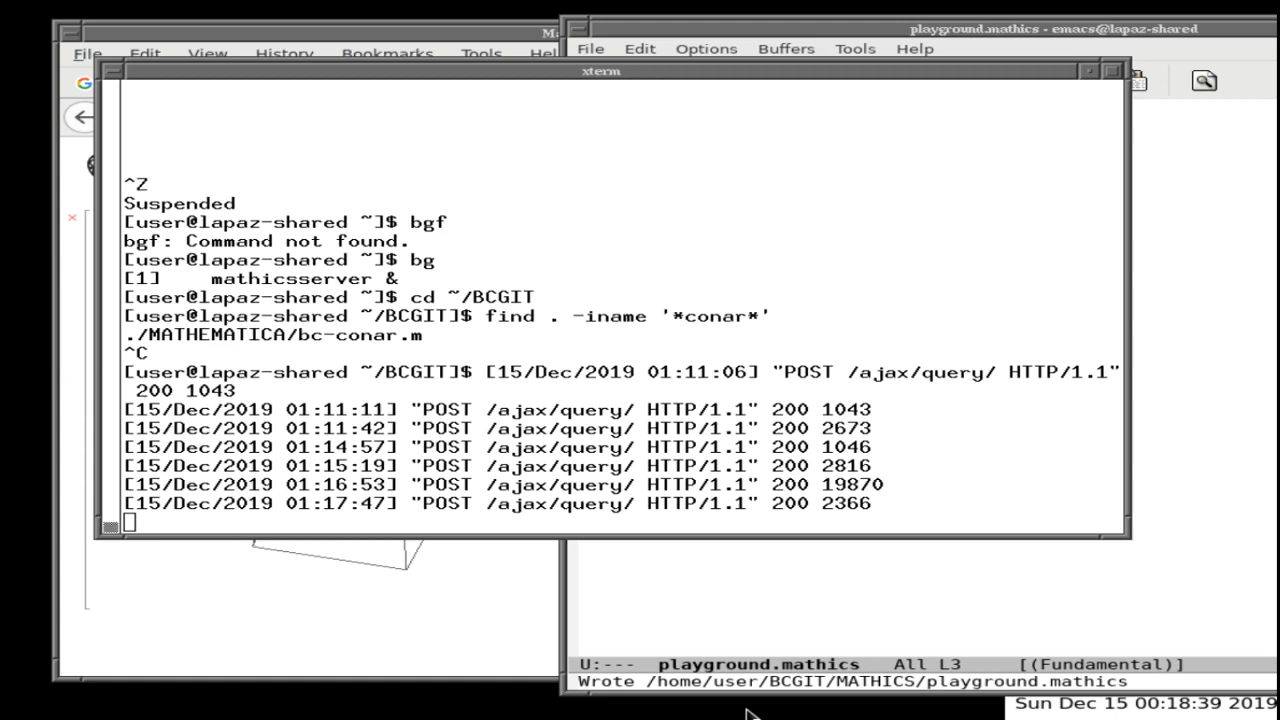 playground.mathics - emacs@lapaz-shared
File Edit View History Bookmarks Tools Hel
File Edit Options Buffers Tools Help
xterm
^Z
Suspended
[user@lapaz-shared ~]$ bgf
bgf: Command not found.
[user@lapaz-shared ~]$ bg
[1]    mathicsserver &
[user@lapaz-shared ~]$ cd ~/BCGIT
[user@lapaz-shared ~/BCGIT]$ find . -iname '*conar*'
./MATHEMATICA/bc-conar.m
^C
[user@lapaz-shared ~/BCGIT]$ [15/Dec/2019 01:11:06] "POST /ajax/query/ HTTP/1.1"
200 1043
[15/Dec/2019 01:11:11] "POST /ajax/query/ HTTP/1.1" 200 1043
[15/Dec/2019 01:11:42] "POST /ajax/query/ HTTP/1.1" 200 2673
[15/Dec/2019 01:14:57] "POST /ajax/query/ HTTP/1.1" 200 1046
[15/Dec/2019 01:15:19] "POST /ajax/query/ HTTP/1.1" 200 2816
[15/Dec/2019 01:16:53] "POST /ajax/query/ HTTP/1.1" 200 19870
[15/Dec/2019 01:17:47] "POST /ajax/query/ HTTP/1.1" 200 2366
U:--- playground.mathics All L3 [(Fundamental)]
Wrote /home/user/BCGIT/MATHICS/playground.mathics
Sun Dec 15 00:18:39 2019